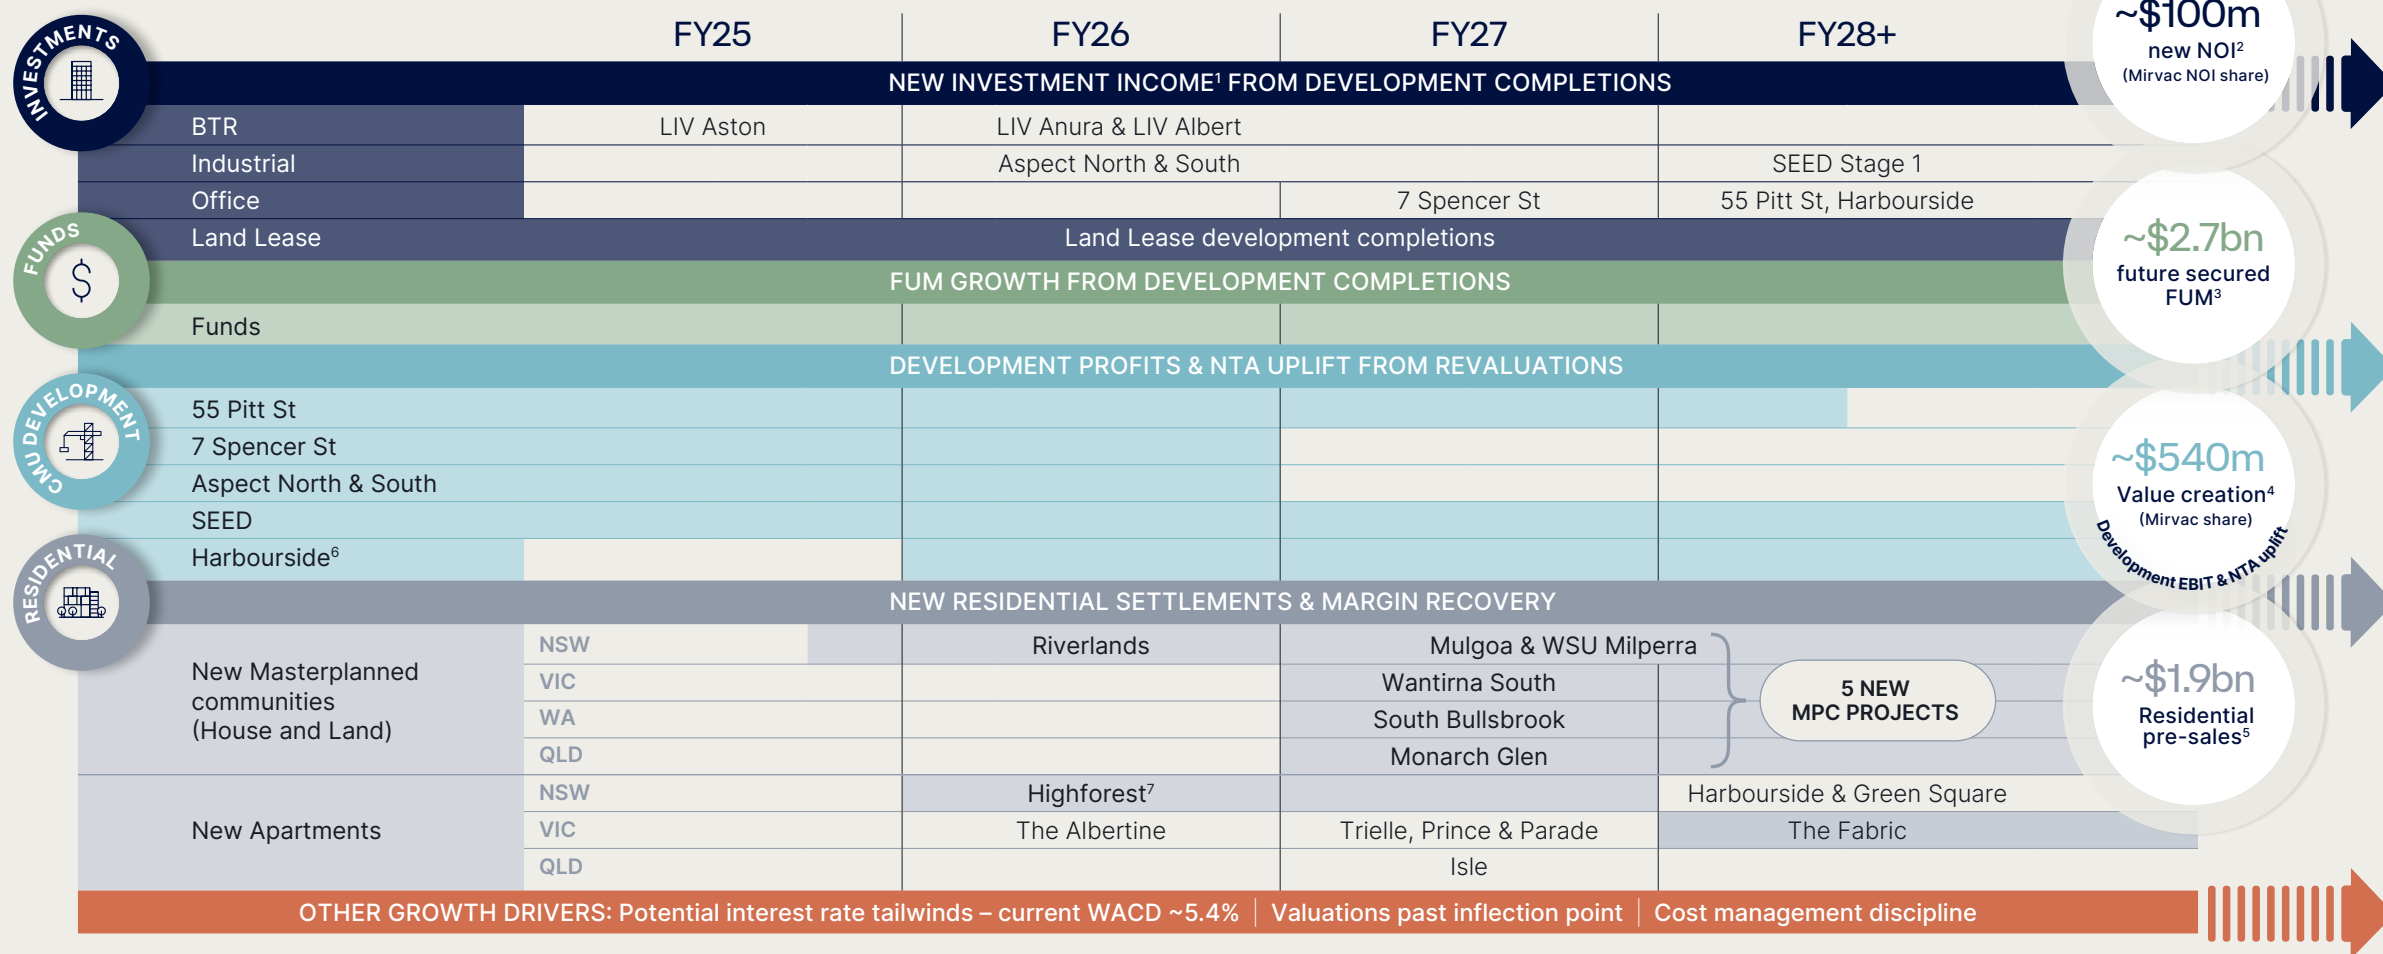 FY25 FY26 FY27 FY28+
~$100m
new NOI²
(Mirvac NOI share)
INVESTMENTS
NEW INVESTMENT INCOME¹ FROM DEVELOPMENT COMPLETIONS
BTR LIV Aston LIV Anura & LIV Albert
Industrial Aspect North & South SEED Stage 1
Office 7 Spencer St 55 Pitt St, Harbourside
Land Lease Land Lease development completions
FUNDS
$
FUM GROWTH FROM DEVELOPMENT COMPLETIONS
Funds
~$2.7bn
future secured
FUM³
DEVELOPMENT PROFITS & NTA UPLIFT FROM REVALUATIONS
CMU DEVELOPMENT
55 Pitt St
7 Spencer St
Aspect North & South
SEED
Harbourside⁶
~$540m
Value creation⁴
(Mirvac share)
Development EBIT & NTA uplift
RESIDENTIAL
NEW RESIDENTIAL SETTLEMENTS & MARGIN RECOVERY
New Masterplanned
communities
(House and Land)
NSW Riverlands Mulgoa & WSU Milperra
VIC Wantirna South
WA South Bullsbrook
QLD Monarch Glen
5 NEW
MPC PROJECTS
~$1.9bn
Residential
pre-sales⁵
New Apartments
NSW Highforest⁷ Harbourside & Green Square
VIC The Albertine Trielle, Prince & Parade The Fabric
QLD Isle
OTHER GROWTH DRIVERS: Potential interest rate tailwinds – current WACD ~5.4% | Valuations past inflection point | Cost management discipline